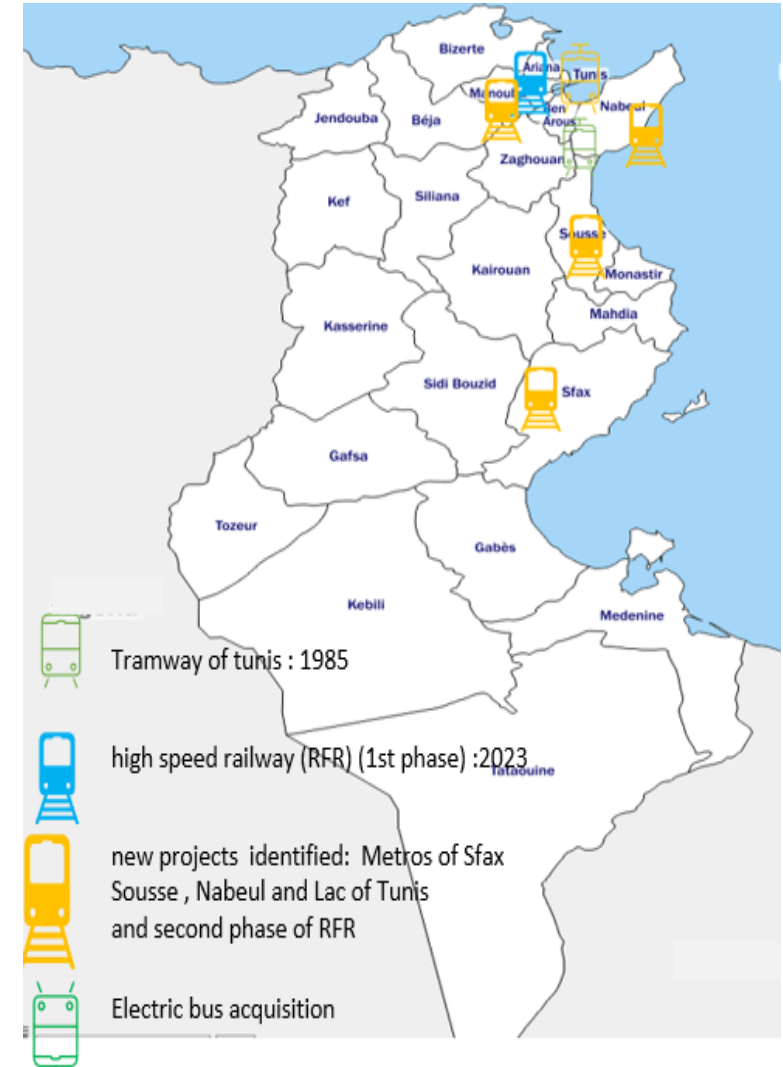 Bizerte
Ariana
Tunis
Manoub
Nabeul
Ben
Arous
Jendouba
Béja
Zaghouan
Kef
Siliana
Sousse
Kairouan
Monastir
Mahdia
Kasserine
Sidi Bouzid
Sfax
Gafsa
Tozeur
Gabès
Kebili
Medenine
Tramway of tunis : 1985
high speed railway (RFR) (1st phase) :2023
Tataouine
new projects identified: Metros of Sfax
Sousse , Nabeul and Lac of Tunis
and second phase of RFR
Electric bus acquisition